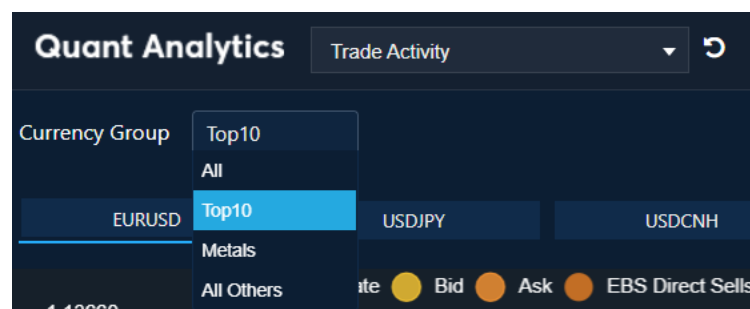 Quant Analytics
Trade Activity
Currency Group
Top10
All
Top10
Metals
All Others
EURUSD
USDJPY
USDCNH
Bid
Ask
EBS Direct Sells